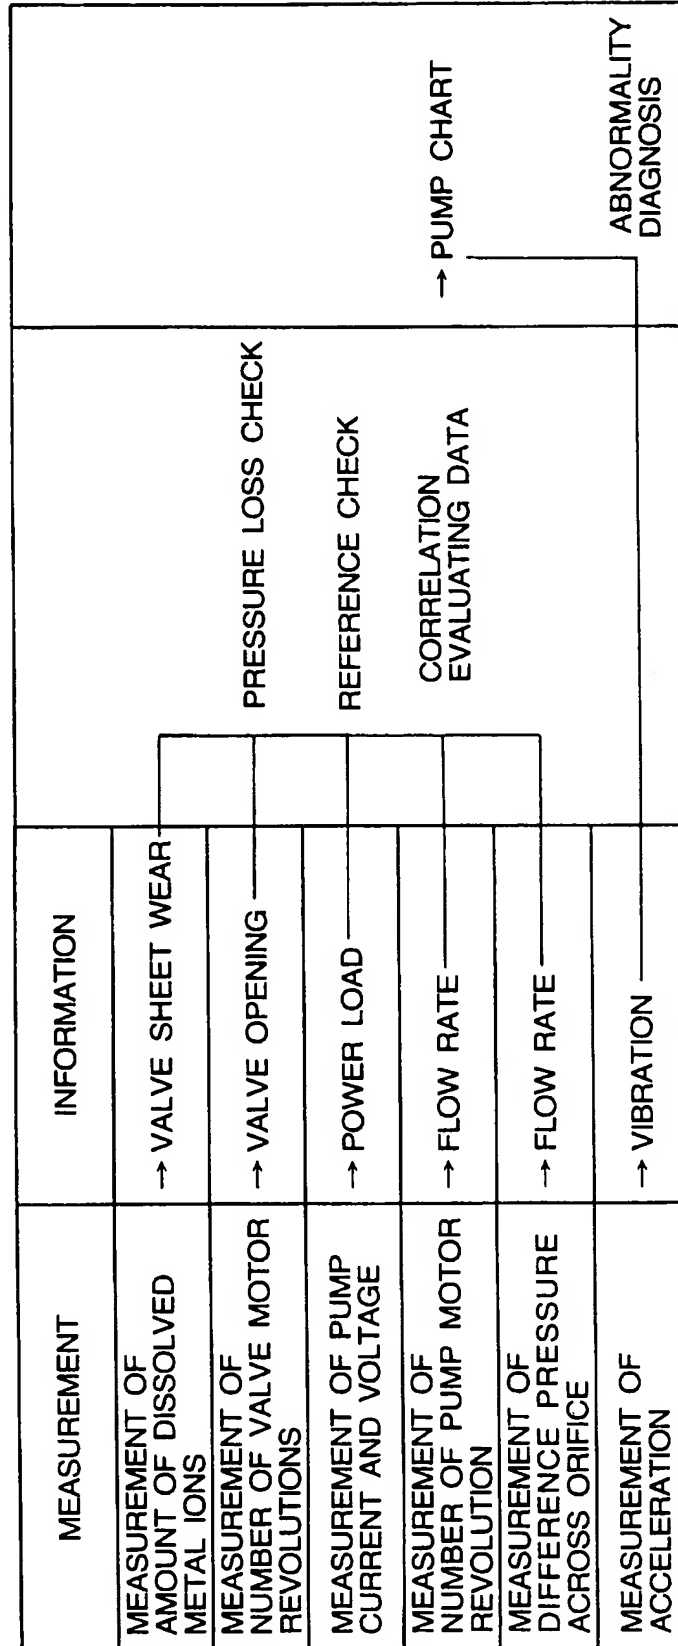 MEASUREMENT
INFORMATION
MEASUREMENT OF
AMOUNT OF DISSOLVED
METAL IONS
→ VALVE SHEET WEAR
MEASUREMENT OF
NUMBER OF VALVE MOTOR
REVOLUTIONS
→ VALVE OPENING
PRESSURE LOSS CHECK
MEASUREMENT OF PUMP
CURRENT AND VOLTAGE
→ POWER LOAD
REFERENCE CHECK
MEASUREMENT OF
NUMBER OF PUMP MOTOR
REVOLUTION
→ FLOW RATE
CORRELATION
EVALUATING DATA
→ PUMP CHART
MEASUREMENT OF
DIFFERENCE PRESSURE
ACROSS ORIFICE
→ FLOW RATE
MEASUREMENT OF
ACCELERATION
→ VIBRATION
ABNORMALITY
DIAGNOSIS